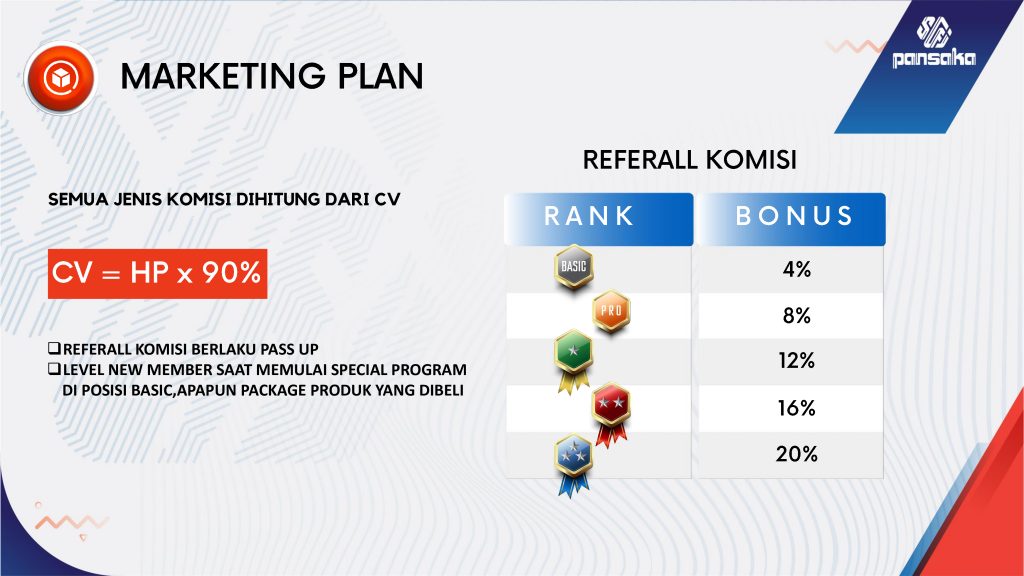 pansaka
MARKETING PLAN
SEMUA JENIS KOMISI DIHITUNG DARI CV
CV = HP x 90%
❑REFERALL KOMISI BERLAKU PASS UP
❑LEVEL NEW MEMBER SAAT MEMULAI SPECIAL PROGRAM
DI POSISI BASIC,APAPUN PACKAGE PRODUK YANG DIBELI
REFERALL KOMISI
RANK BONUS
BASIC 4%
PRO 8%
12%
16%
20%